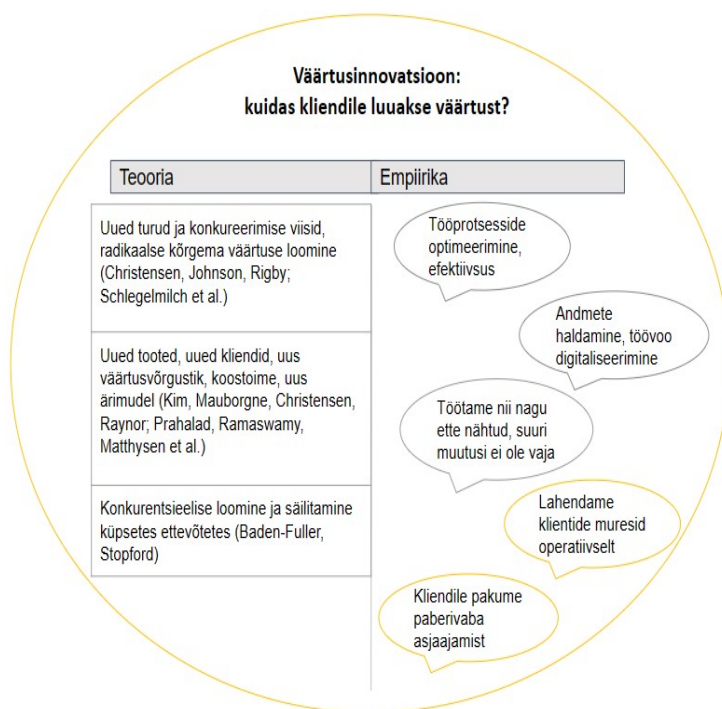 Väärtusinnovatsioon:
kuidas kliendile luuakse väärtust?
Teooria
Empiirika
Uued turud ja konkureerimise viisid,
radikaalse kõrgema väärtuse loomine
(Christensen, Johnson, Rigby;
Schlegelmilch et al.)
Uued tooted, uued kliendid, uus
väärtusvõrgustik, koostoime, uus
ärimudel (Kim, Mauborgne, Christensen,
Raynor; Prahalad, Ramaswamy,
Matthysen et al.)
Konkurentsieelise loomine ja säilitamine
küpsetes ettevõtetes (Baden-Fuller,
Stopford)
Tööprotsesside
optimeerimine,
efektiivsus
Andmete
haldamine, töövoo
digitaliseerimine
Töötame nii nagu
ette nähtud, suuri
muutusi ei ole vaja
Lahendame
klientide muresid
operatiivselt
Kliendile pakume
paberivaba
asjaajamist